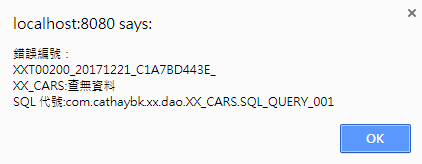 localhost:8080 says:
錯誤編號：
XXT00200_20171221_C1A7BD443E_
XX_CARS:查無資料
SQL 代號:com.cathaybk.xx.dao.XX_CARS.SQL_QUERY_001
OK